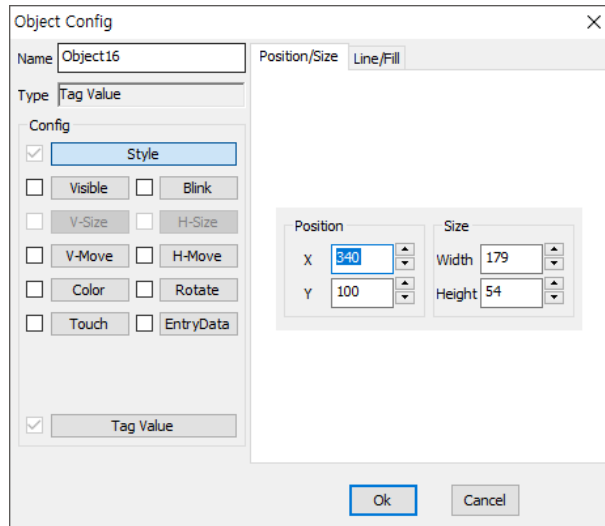 Object Config
Name Object16
Type Tag Value
Config
Style
Visible Blink
V-Size H-Size
V-Move H-Move
Color Rotate
Touch EntryData
Tag Value
Position/Size Line/Fill
Position Size
X 340 Width 179
Y 100 Height 54
Ok Cancel